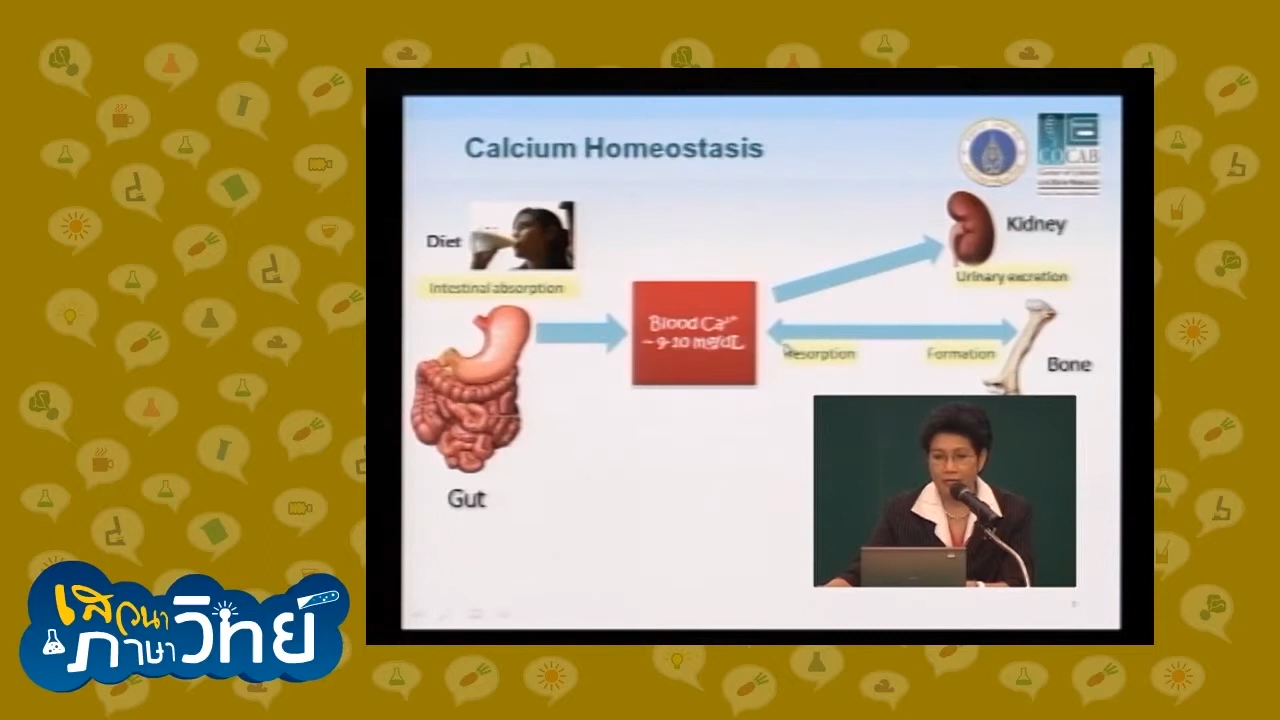 Calcium Homeostasis
COCAB
Diet
Intestinal absorption
Gut
Blood Ca²⁺
~ 9-10 mg/dL
Kidney
Urinary excretion
Resorption
Formation
Bone
เสวนา
ภาษาวิทย์